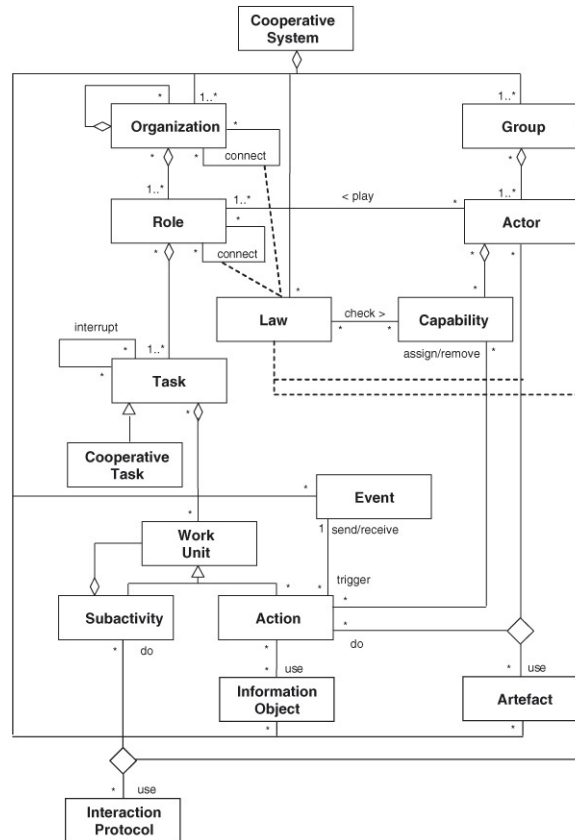 Cooperative
System
*
1..*
1..*
Organization
*
Group
*
*
connect
*
*
1..*
1..*
1..*
< play
*
Role
*
Actor
*
*
connect
*
*
*
*
Law
check >
Capability
*
*
interrupt
assign/remove
*
*
1..*
*
Task
*
Cooperative
Task
*
Event
*
1
send/receive
Work
Unit
*
*
trigger
*
Subactivity
Action
*
*
do
*
do
*
use
*
use
*
Information
Object
Artefact
*
*
*
use
Interaction
Protocol